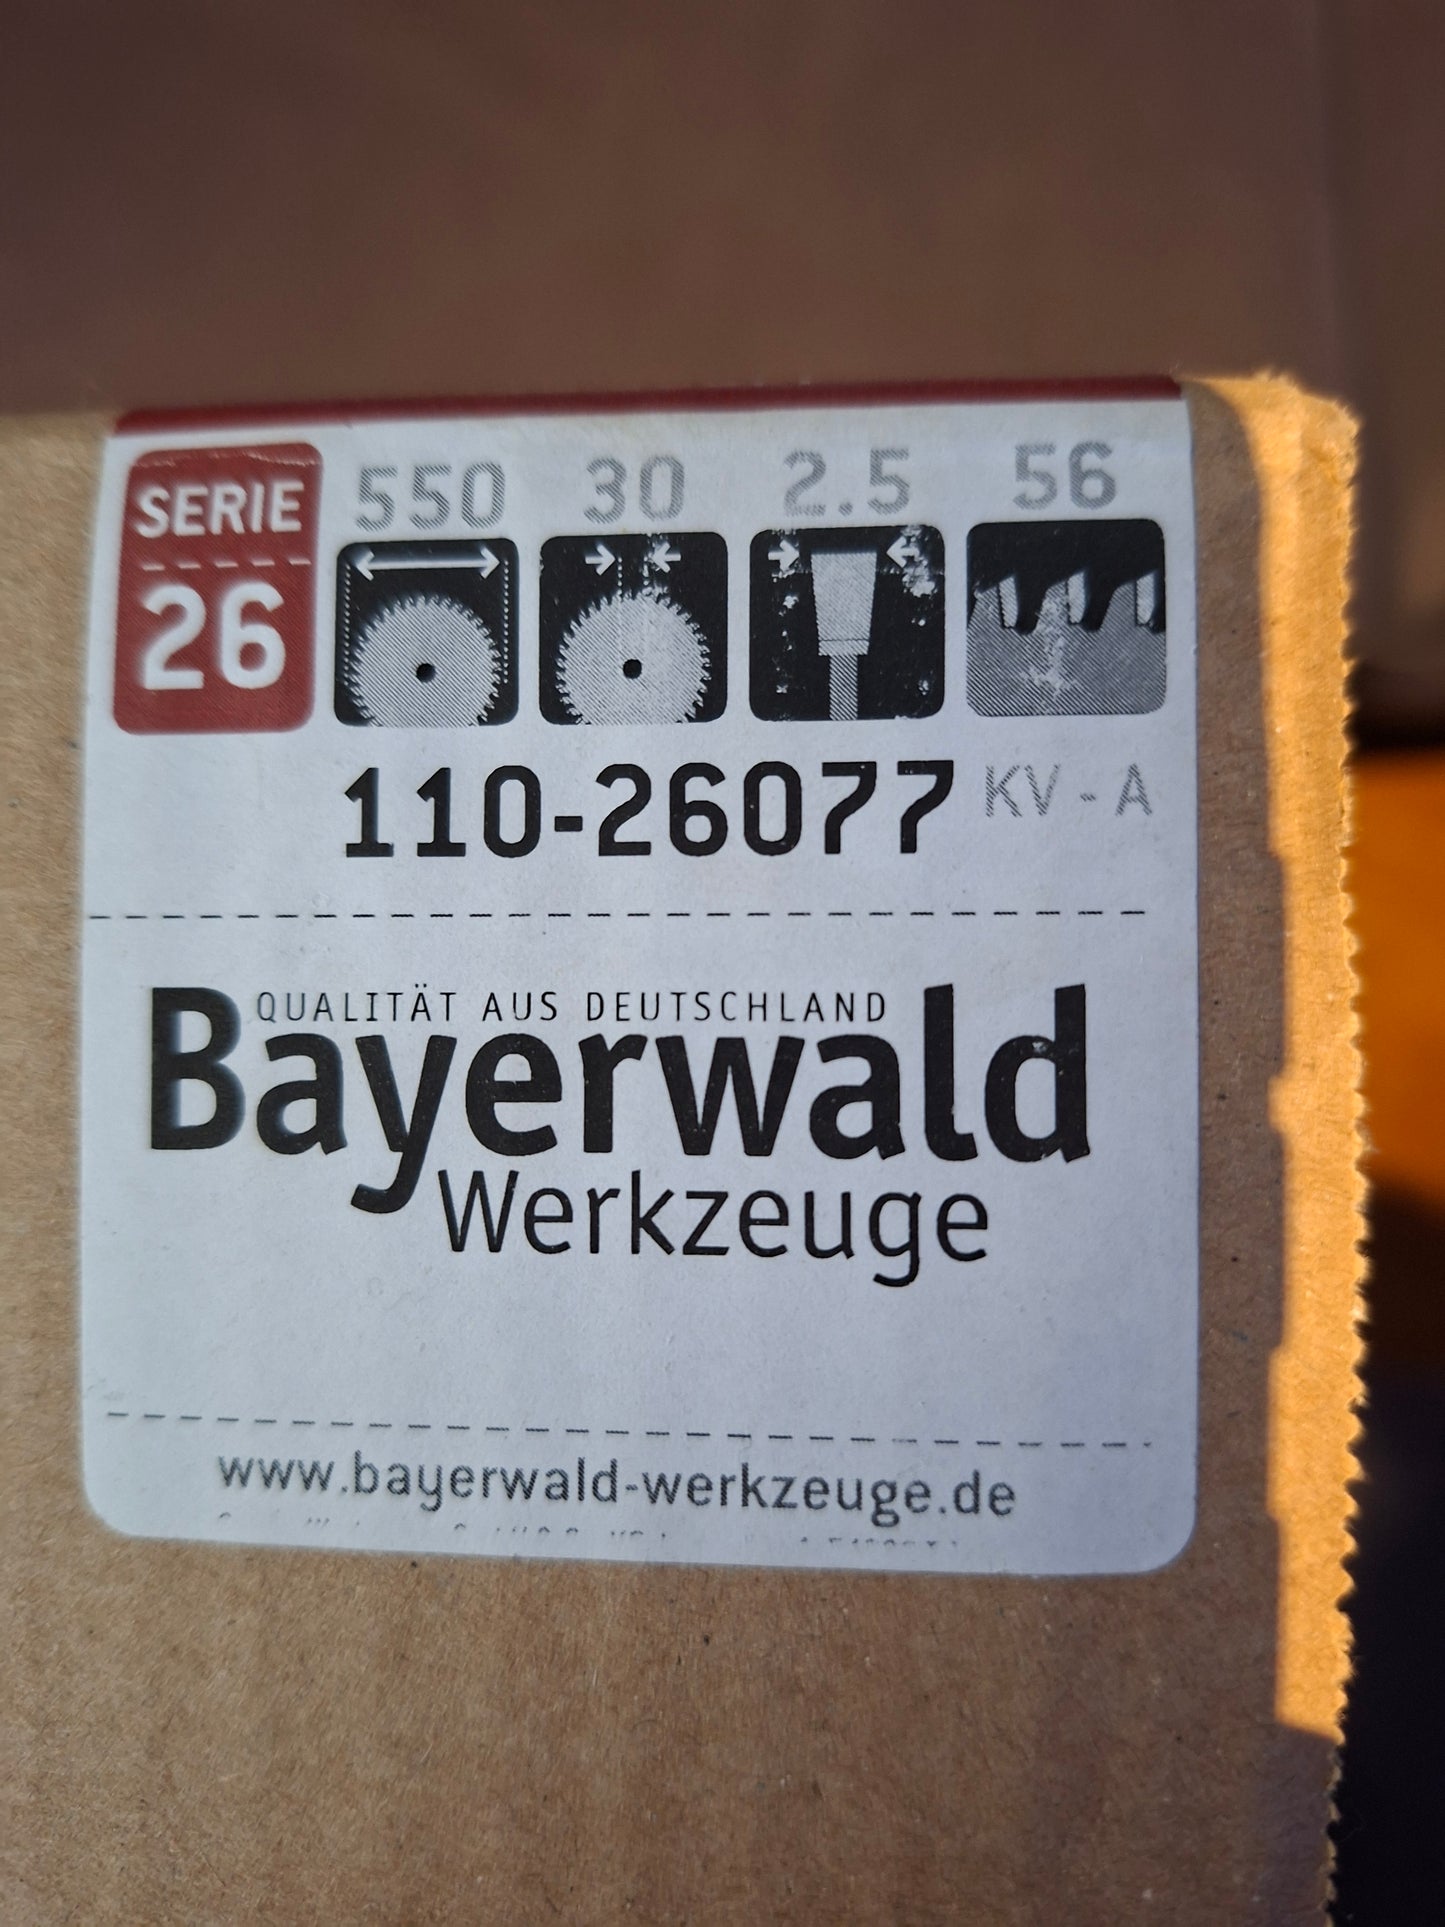 SERIE
26
550 30 2.5 56
110-26077 KV - A
QUALITÄT AUS DEUTSCHLAND
Bayerwald
Werkzeuge
www.bayerwald-werkzeuge.de